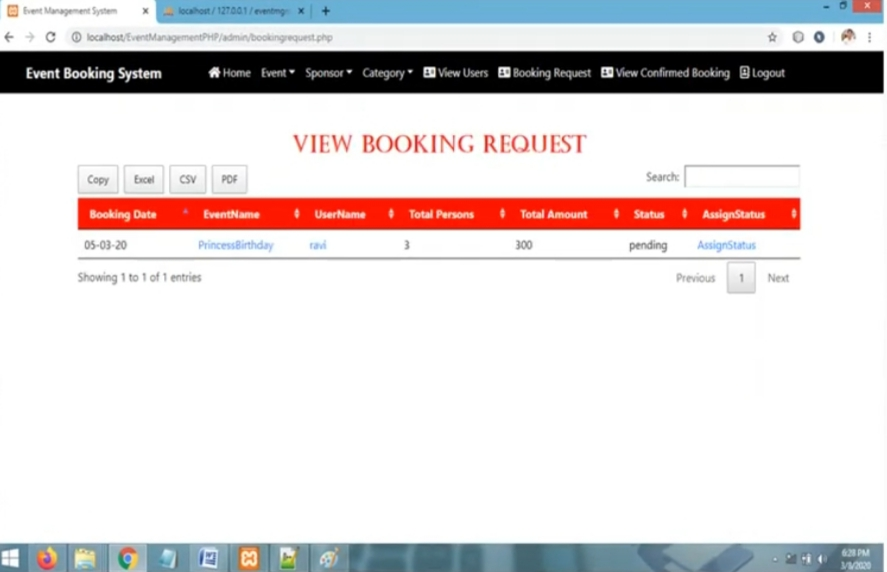 Event Management System
localhost / 127.0.0.1 / eventmg
localhost/EventManagementPHP/admin/bookingrequest.php
Event Booking System Home Event Sponsor Category View Users Booking Request View Confirmed Booking Logout
VIEW BOOKING REQUEST
Copy Excel CSV PDF Search:
Booking Date EventName UserName Total Persons Total Amount Status AssignStatus
05-03-20 PrincessBirthday ravi 3 300 pending AssignStatus
Showing 1 to 1 of 1 entries Previous 1 Next
6:28 PM
3/8/2020